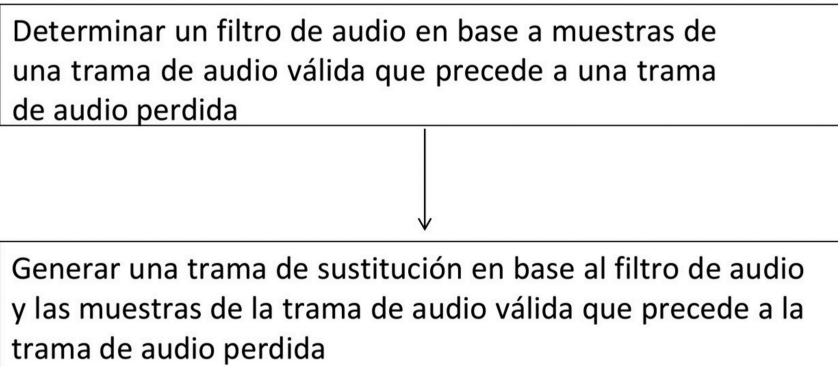 Determinar un filtro de audio en base a muestras de
una trama de audio válida que precede a una trama
de audio perdida
Generar una trama de sustitución en base al filtro de audio
y las muestras de la trama de audio válida que precede a la
trama de audio perdida